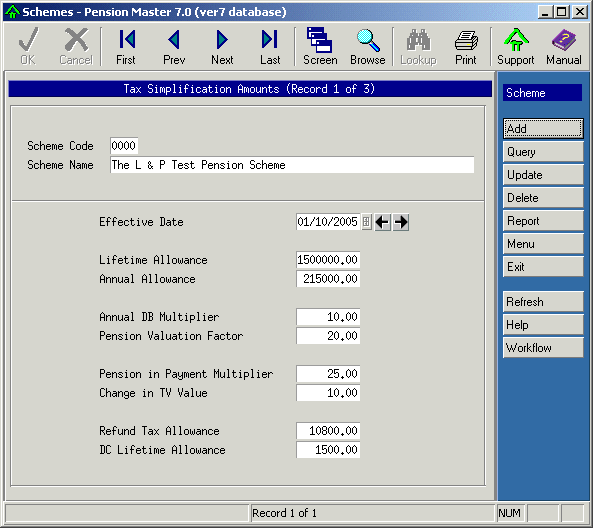 Schemes - Pension Master 7.0 (ver7 database)
OK Cancel First Prev Next Last Screen Browse Lookup Print Support Manual
Tax Simplification Amounts (Record 1 of 3)
Scheme
Scheme Code 0000
Scheme Name The L & P Test Pension Scheme
Effective Date 01/10/2005
Lifetime Allowance 1500000.00
Annual Allowance 215000.00
Annual DB Multiplier 10.00
Pension Valuation Factor 20.00
Pension in Payment Multiplier 25.00
Change in TV Value 10.00
Refund Tax Allowance 10800.00
DC Lifetime Allowance 1500.00
Add
Query
Update
Delete
Report
Menu
Exit
Refresh
Help
Workflow
Record 1 of 1
NUM